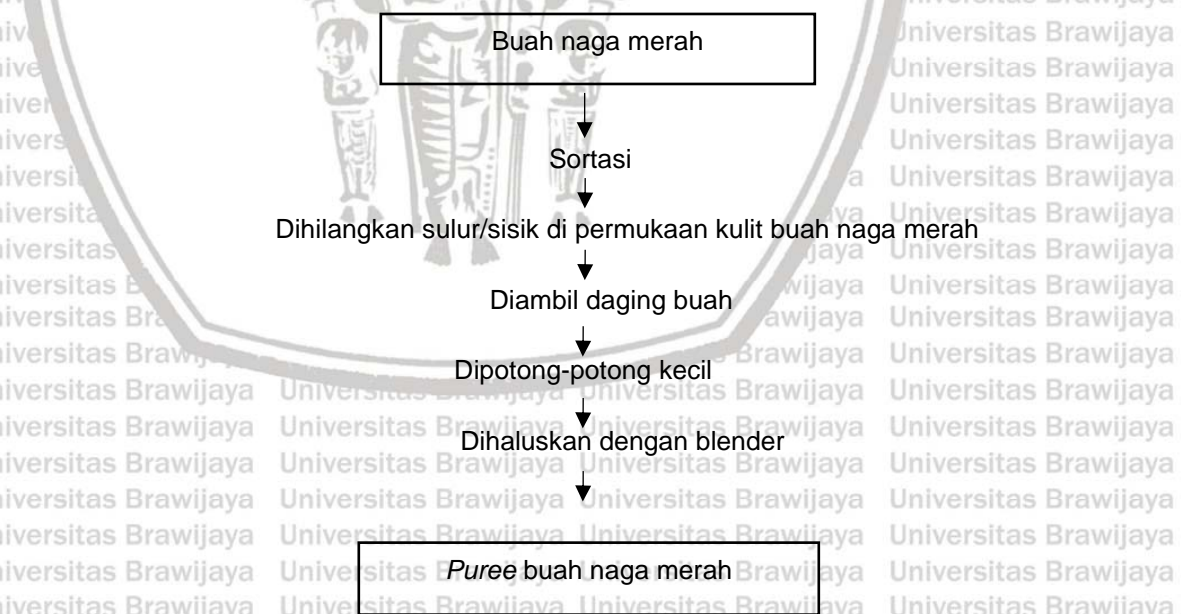 Buah naga merah
Sortasi
Dihilangkan sulur/sisik di permukaan kulit buah naga merah
Diambil daging buah
Dipotong-potong kecil
Dihaluskan dengan blender
Puree buah naga merah